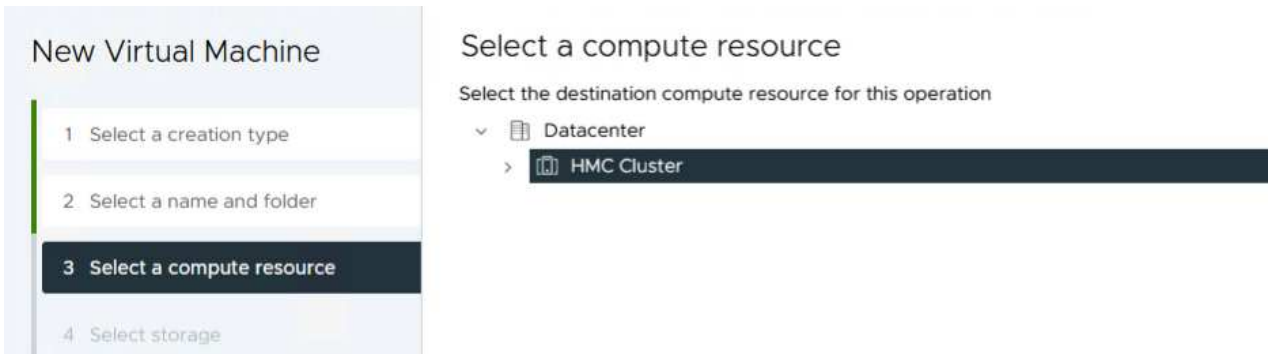 New Virtual Machine
1 Select a creation type
2 Select a name and folder
3 Select a compute resource
4 Select storage
Select a compute resource
Select the destination compute resource for this operation
Datacenter
HMC Cluster